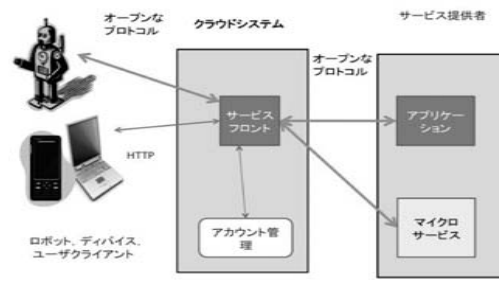 オープンな
プロトコル
クラウドシステム
サービス提供者
オープンな
プロトコル
サービス
フロント
アプリケー
ション
HTTP
アカウント管
理
マイクロ
サービス
ロボット、ディバイス、
ユーザクライアント